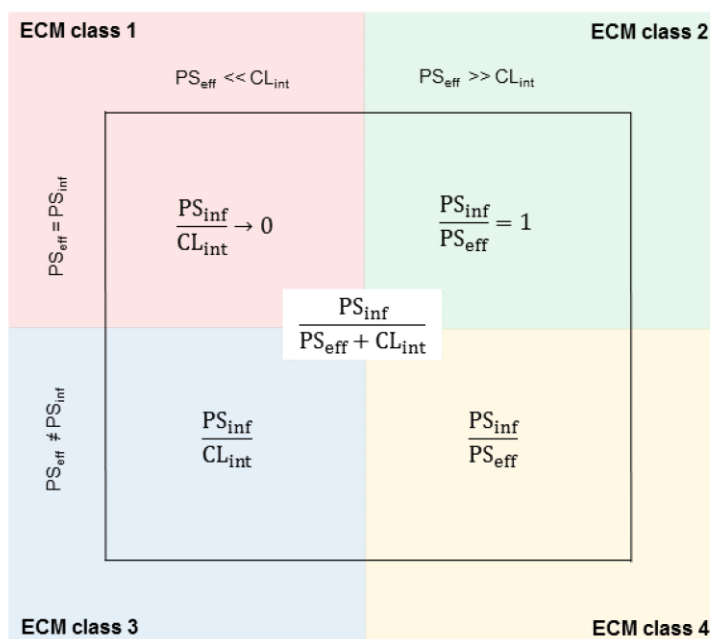 ECM class 1
ECM class 2
PS_eff << CL_int
PS_eff >> CL_int
PS_eff = PS_inf
PS_inf
CL_int → 0
PS_inf
PS_eff = 1
PS_inf
PS_eff + CL_int
PS_eff ≠ PS_inf
PS_inf
CL_int
PS_inf
PS_eff
ECM class 3
ECM class 4